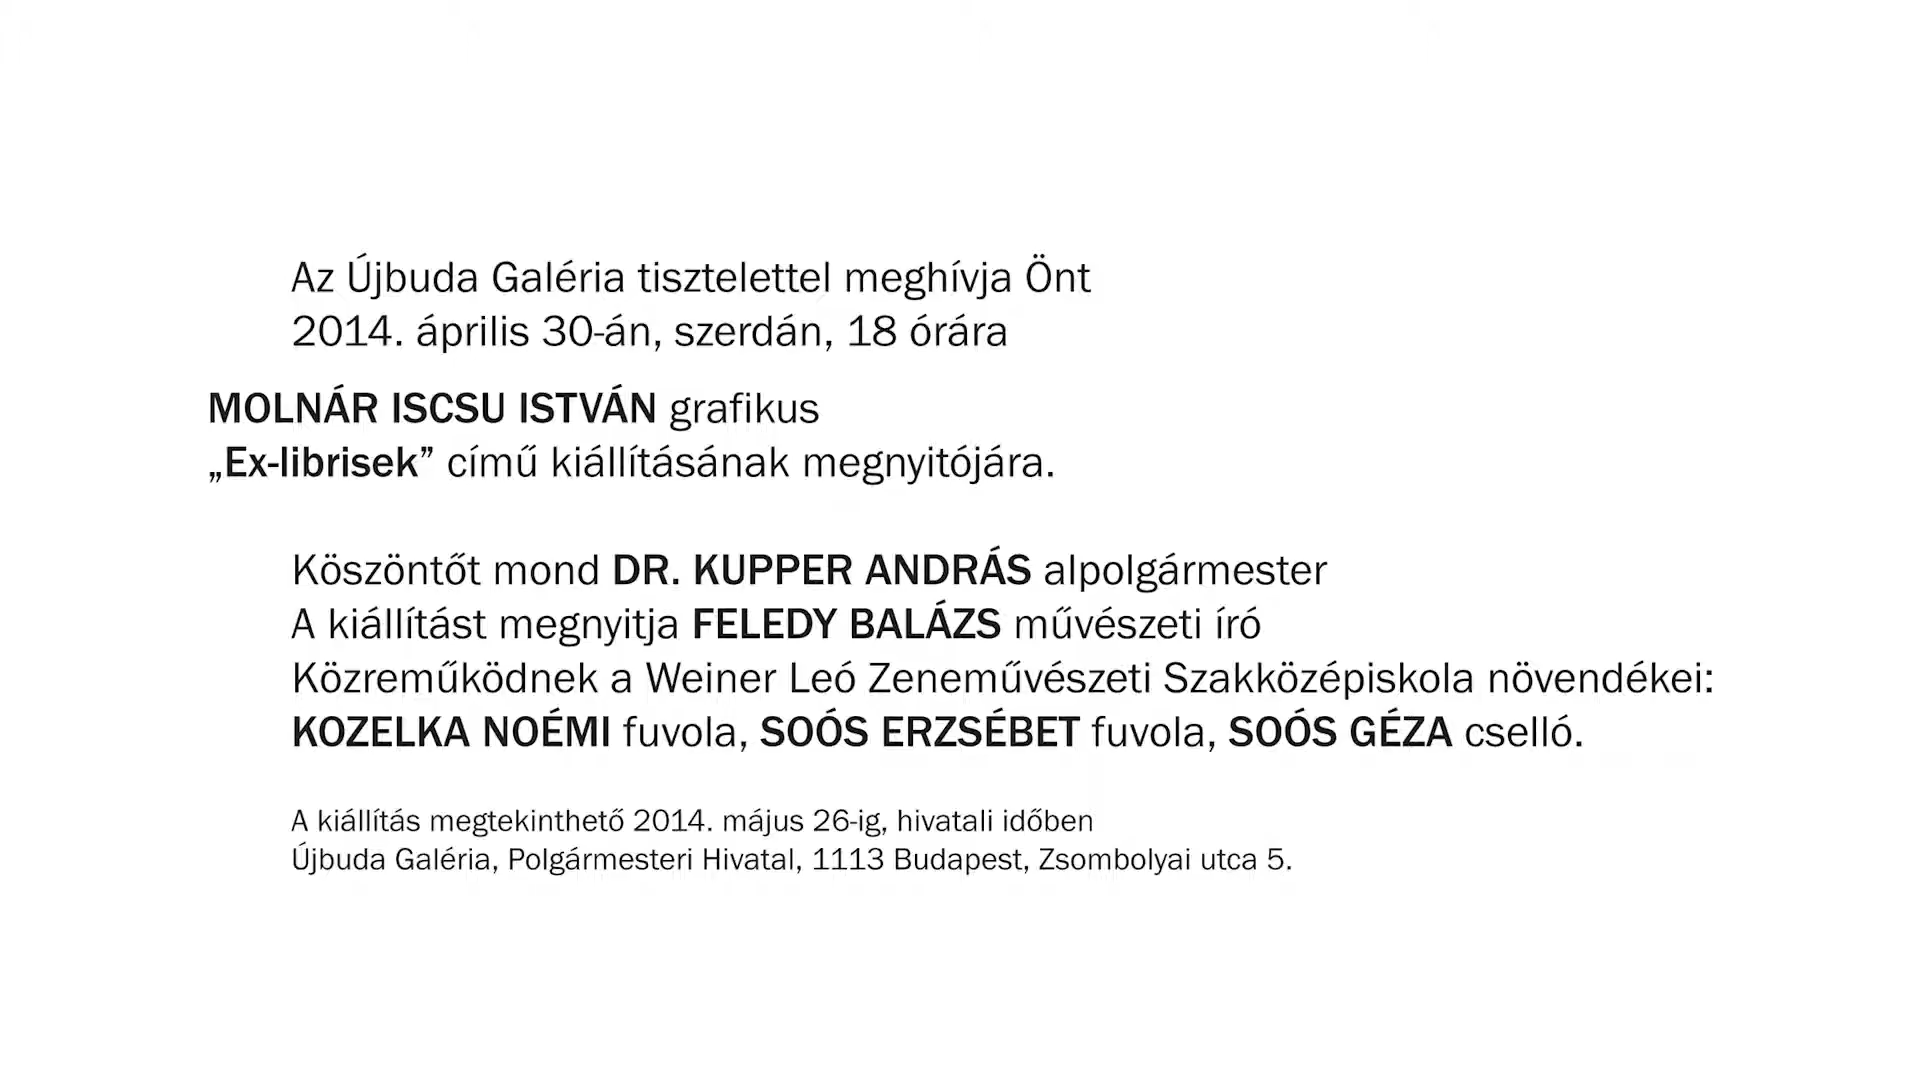 Az Újbuda Galéria tisztelettel meghívja Önt
2014. április 30-án, szerdán, 18 órára
MOLNÁR ISCSU ISTVÁN grafikus
„Ex-librisek” című kiállításának megnyitójára.
Köszöntőt mond DR. KUPPER ANDRÁS alpolgármester
A kiállítást megnyitja FELEDY BALÁZS művészeti író
Közreműködnek a Weiner Leó Zeneművészeti Szakközépiskola növendékei:
KOZELKA NOÉMI fuvola, SOÓS ERZSÉBET fuvola, SOÓS GÉZA cselló.
A kiállítás megtekinthető 2014. május 26-ig, hivatali időben
Újbuda Galéria, Polgármesteri Hivatal, 1113 Budapest, Zsombolyai utca 5.